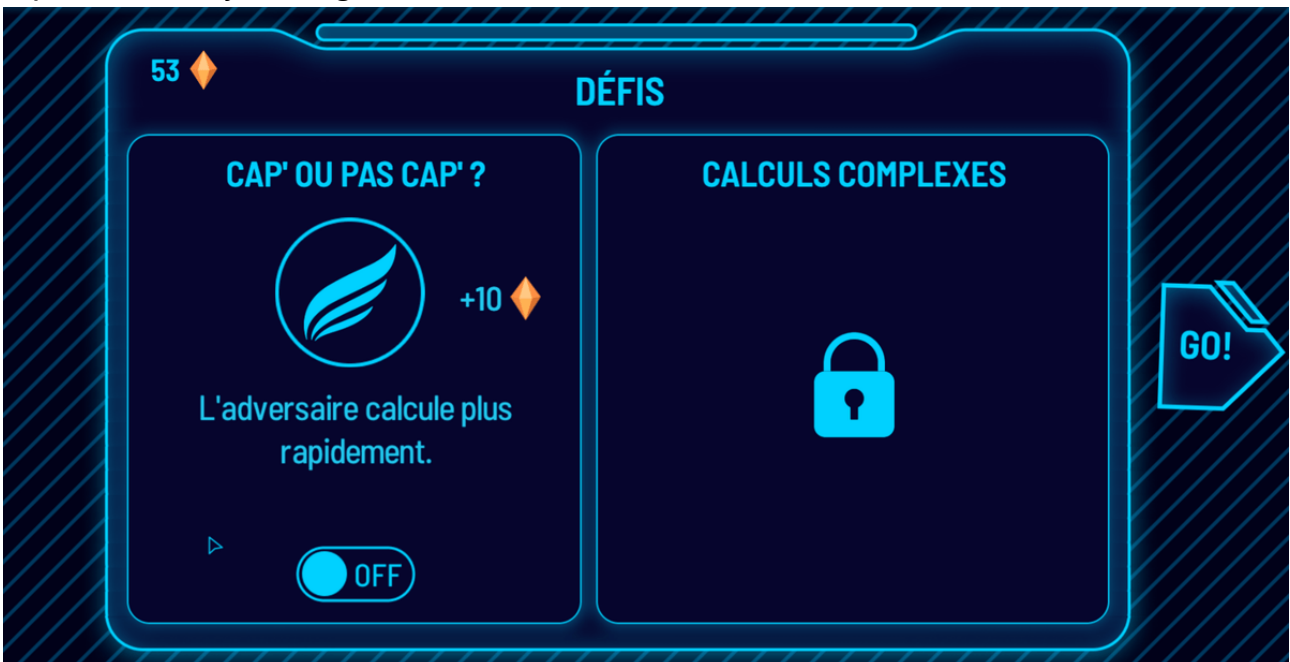 53
DÉFIS
CAP' OU PAS CAP' ?
+10
L'adversaire calcule plus
rapidement.
OFF
CALCULS COMPLEXES
GO!